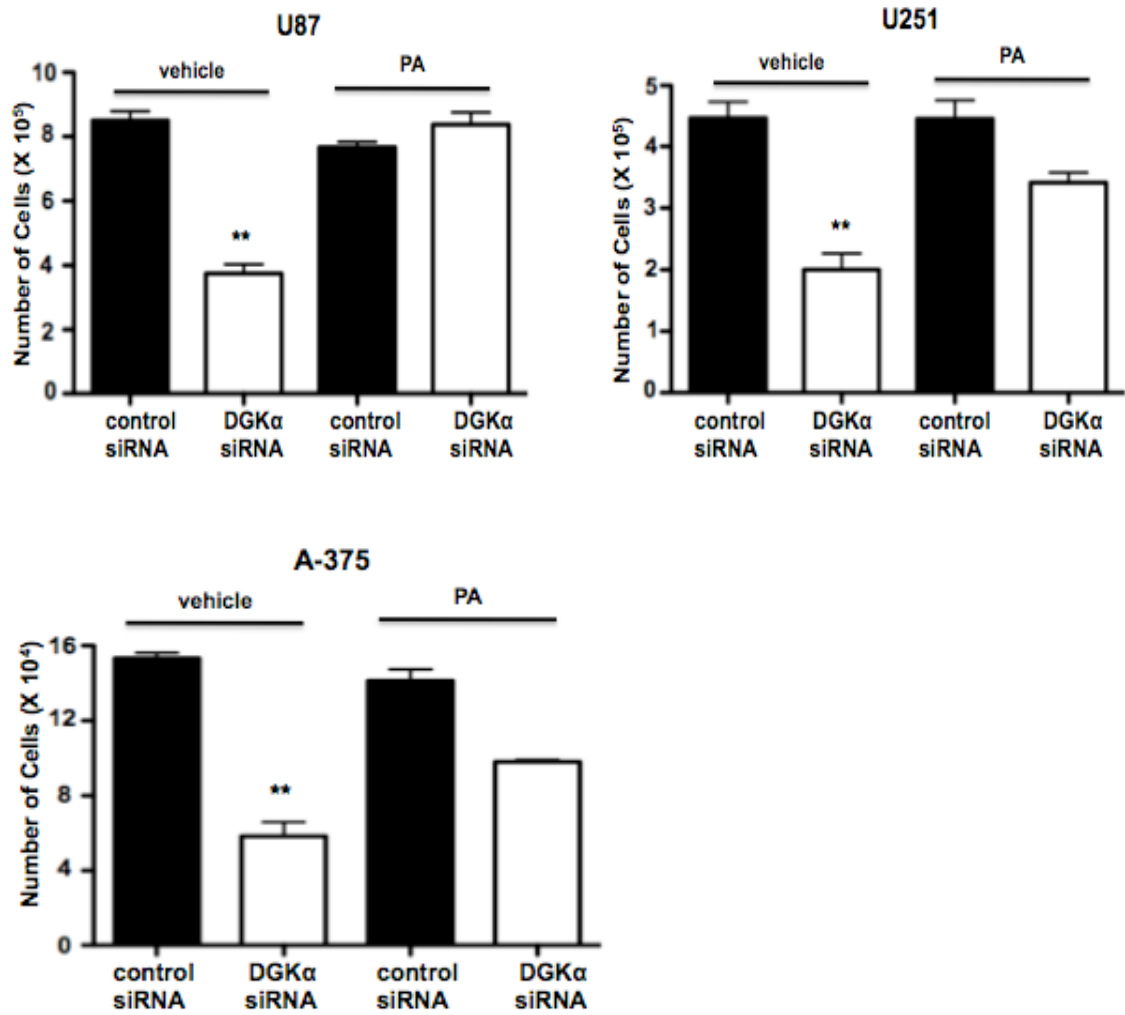 U87
vehicle
PA
Number of Cells (X 10⁵)
10
8
6
4
2
0
**
control siRNA
DGKα siRNA
control siRNA
DGKα siRNA
U251
vehicle
PA
Number of Cells (X 10⁵)
5
4
3
2
1
0
**
control siRNA
DGKα siRNA
control siRNA
DGKα siRNA
A-375
vehicle
PA
Number of Cells (X 10⁴)
16
12
8
4
0
**
control siRNA
DGKα siRNA
control siRNA
DGKα siRNA